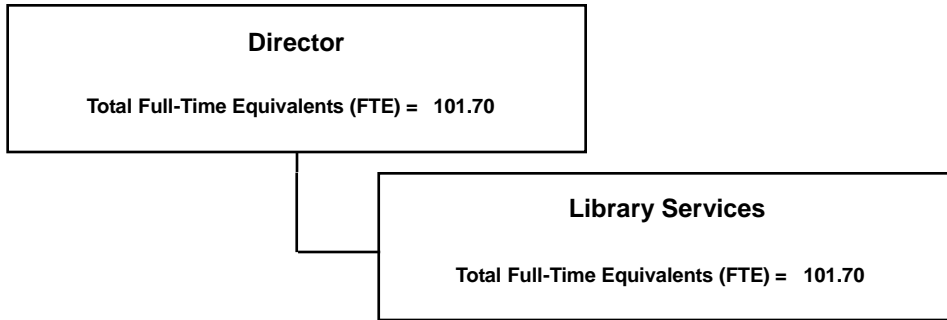 Director
Total Full-Time Equivalents (FTE) = 101.70
Library Services
Total Full-Time Equivalents (FTE) = 101.70